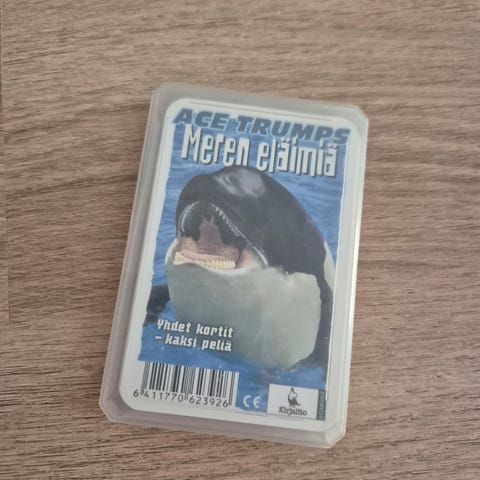 ACE TRUMPS
Meren eläimiä
Yhdet kortit
- kaksi peliä
6 411770 623926
CE
Kirjalito